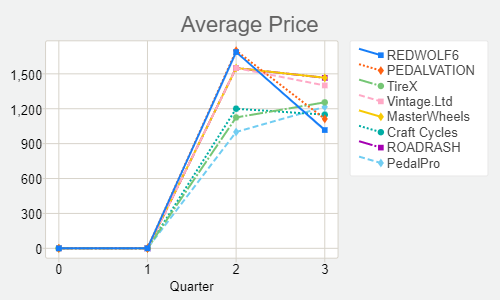 Average Price
1,500
1,200
900
600
300
0
0 1 2 3
Quarter
REDWOLF6
PEDALVATION
TireX
Vintage.Ltd
MasterWheels
Craft Cycles
ROADRASH
PedalPro